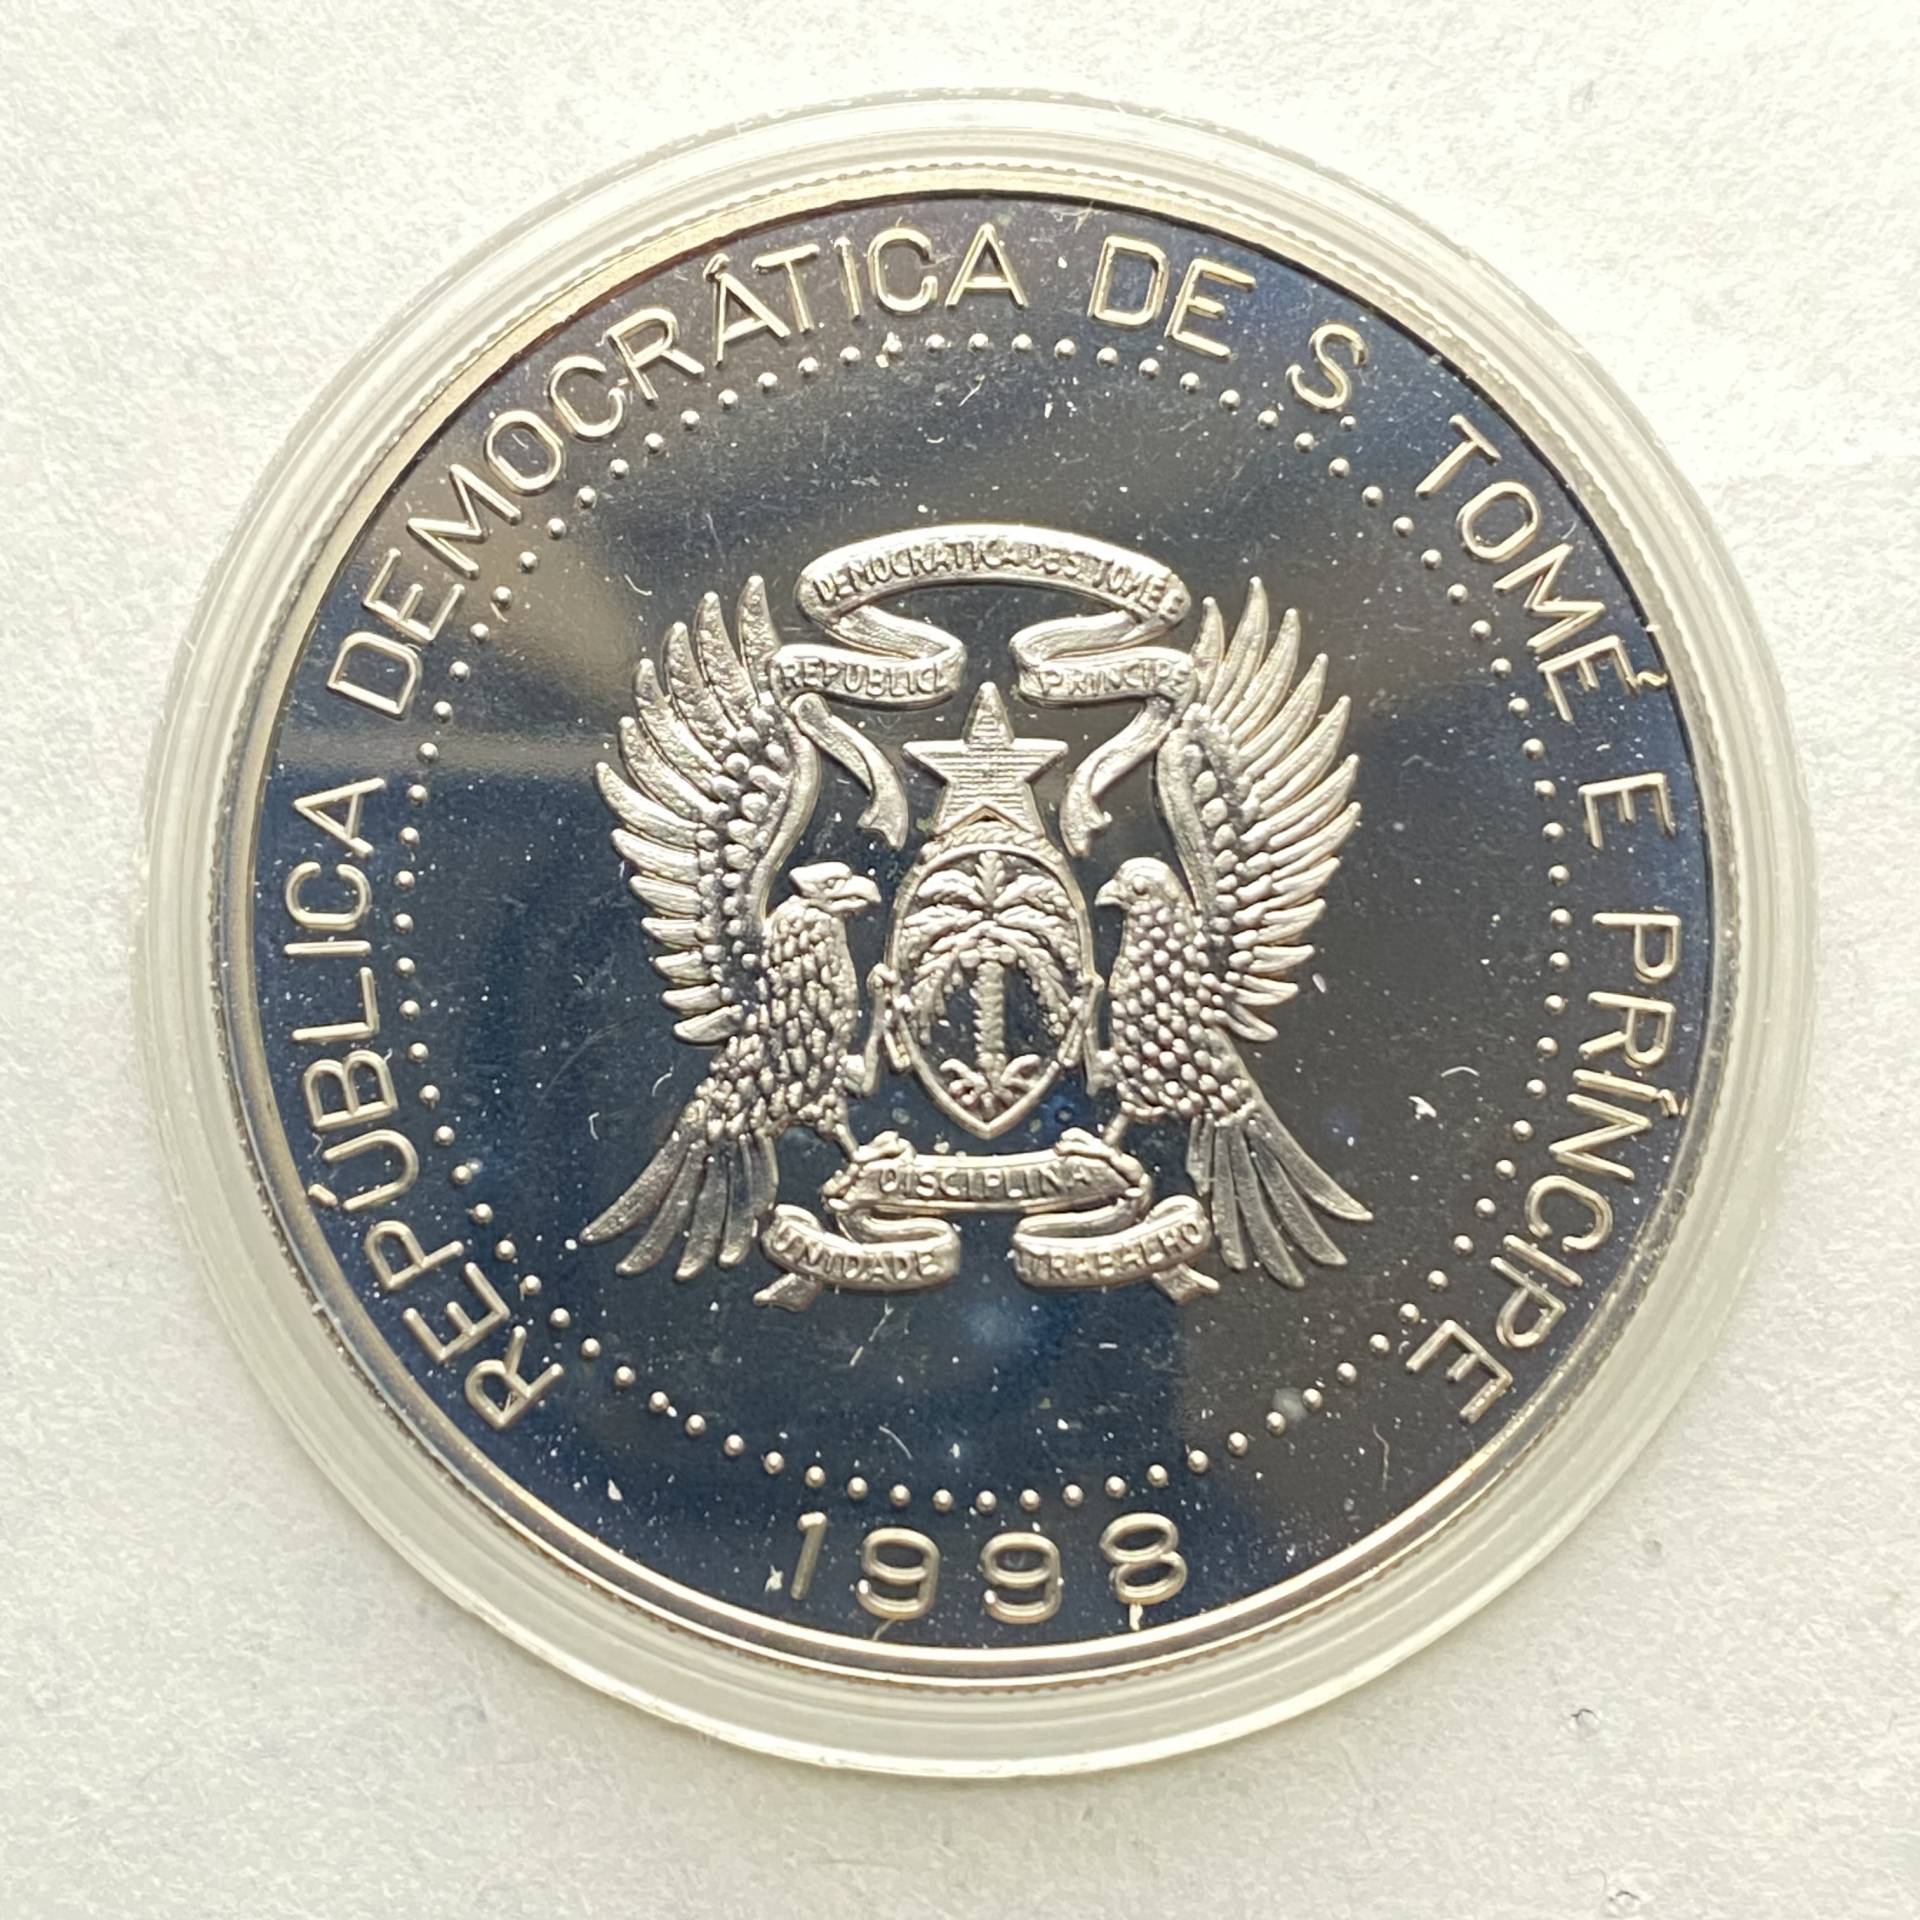 REPÚBLICA DEMOCRÁTICA DE S. TOMÉ E PRÍNCIPE
DEMOCRATICA DE S TOMÉ E
REPUBLICA PRINCIPE
DISCIPLINA
UNIDADE TRABALHO
1998